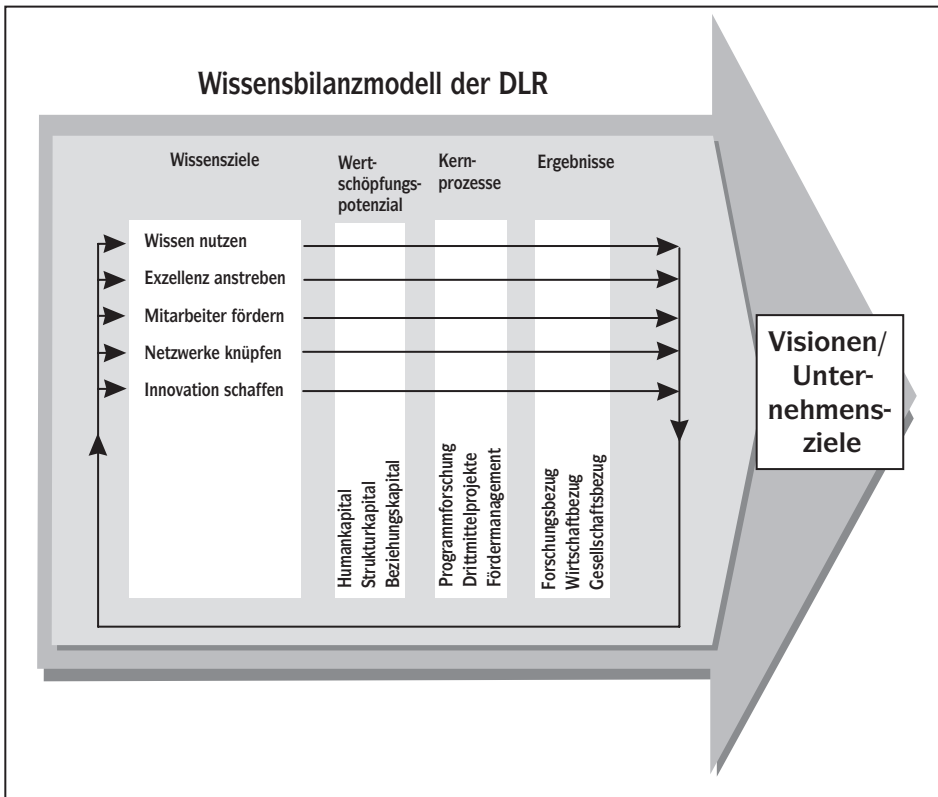 Wissensbilanzmodell der DLR
Wissensziele
Wert-
schöpfungs-
potenzial
Kern-
prozesse
Ergebnisse
Wissen nutzen
Exzellenz anstreben
Mitarbeiter fördern
Netzwerke knüpfen
Innovation schaffen
Humankapital
Strukturkapital
Beziehungskapital
Programmforschung
Drittmittelprojekte
Fördermanagement
Forschungsbezug
Wirtschaftbezug
Gesellschaftsbezug
Visionen/
Unter-
nehmens-
ziele